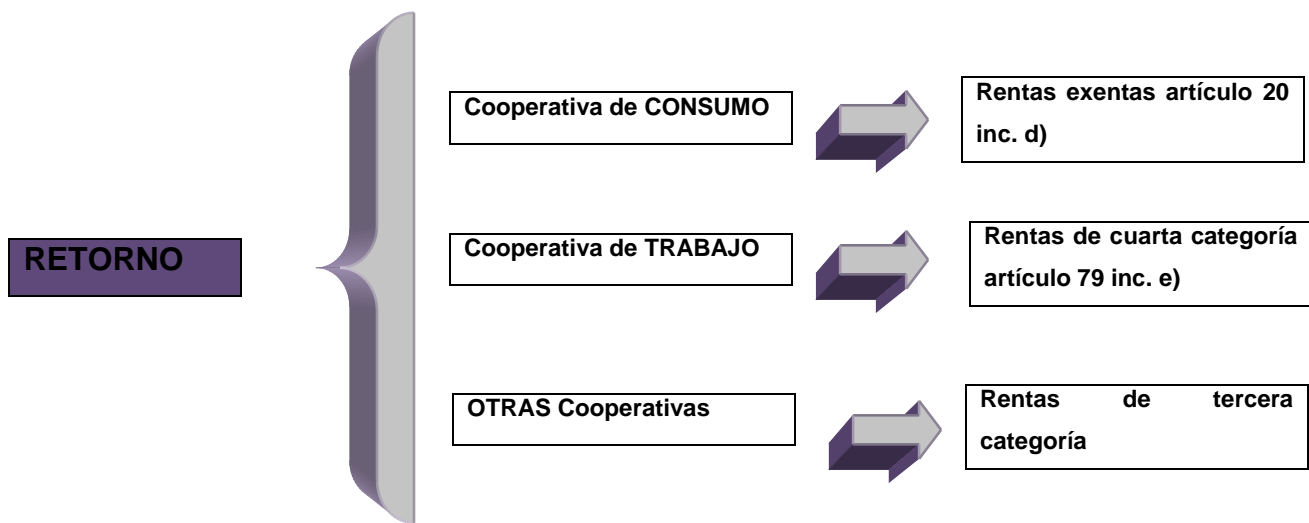 RETORNO
Cooperativa de CONSUMO
Rentas exentas artículo 20
inc. d)
Cooperativa de TRABAJO
Rentas de cuarta categoría
artículo 79 inc. e)
OTRAS Cooperativas
Rentas de tercera
categoría